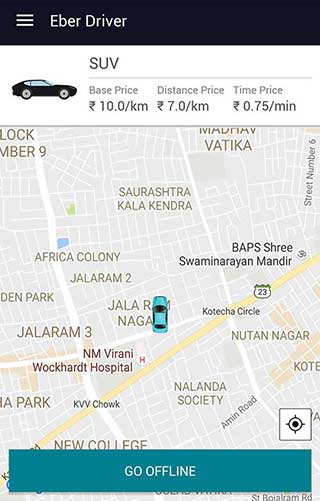 Eber Driver
SUV
Base Price
Distance Price
Time Price
₹ 10.0/km
₹ 7.0/km
₹ 0.75/min
LOCK
MBER 9
MADHAV
VATIKA
Street Number 6
SAURASHTRA
KALA KENDRA
AFRICA COLONY
BAPS Shree
Swaminarayan Mandir
JALARAM 2
DEN PARK
JALA RAM
NAGA
23
Kotecha Circle
JALARAM 3
NUTAN NAGAR
NM Virani
Wockhardt Hospital
H
KOTE
NALANDA
SOCIETY
HA PARK
KVV Chowk
Amin Road
NEW COLLEGE
GO OFFLINE
St Bojalram Rd